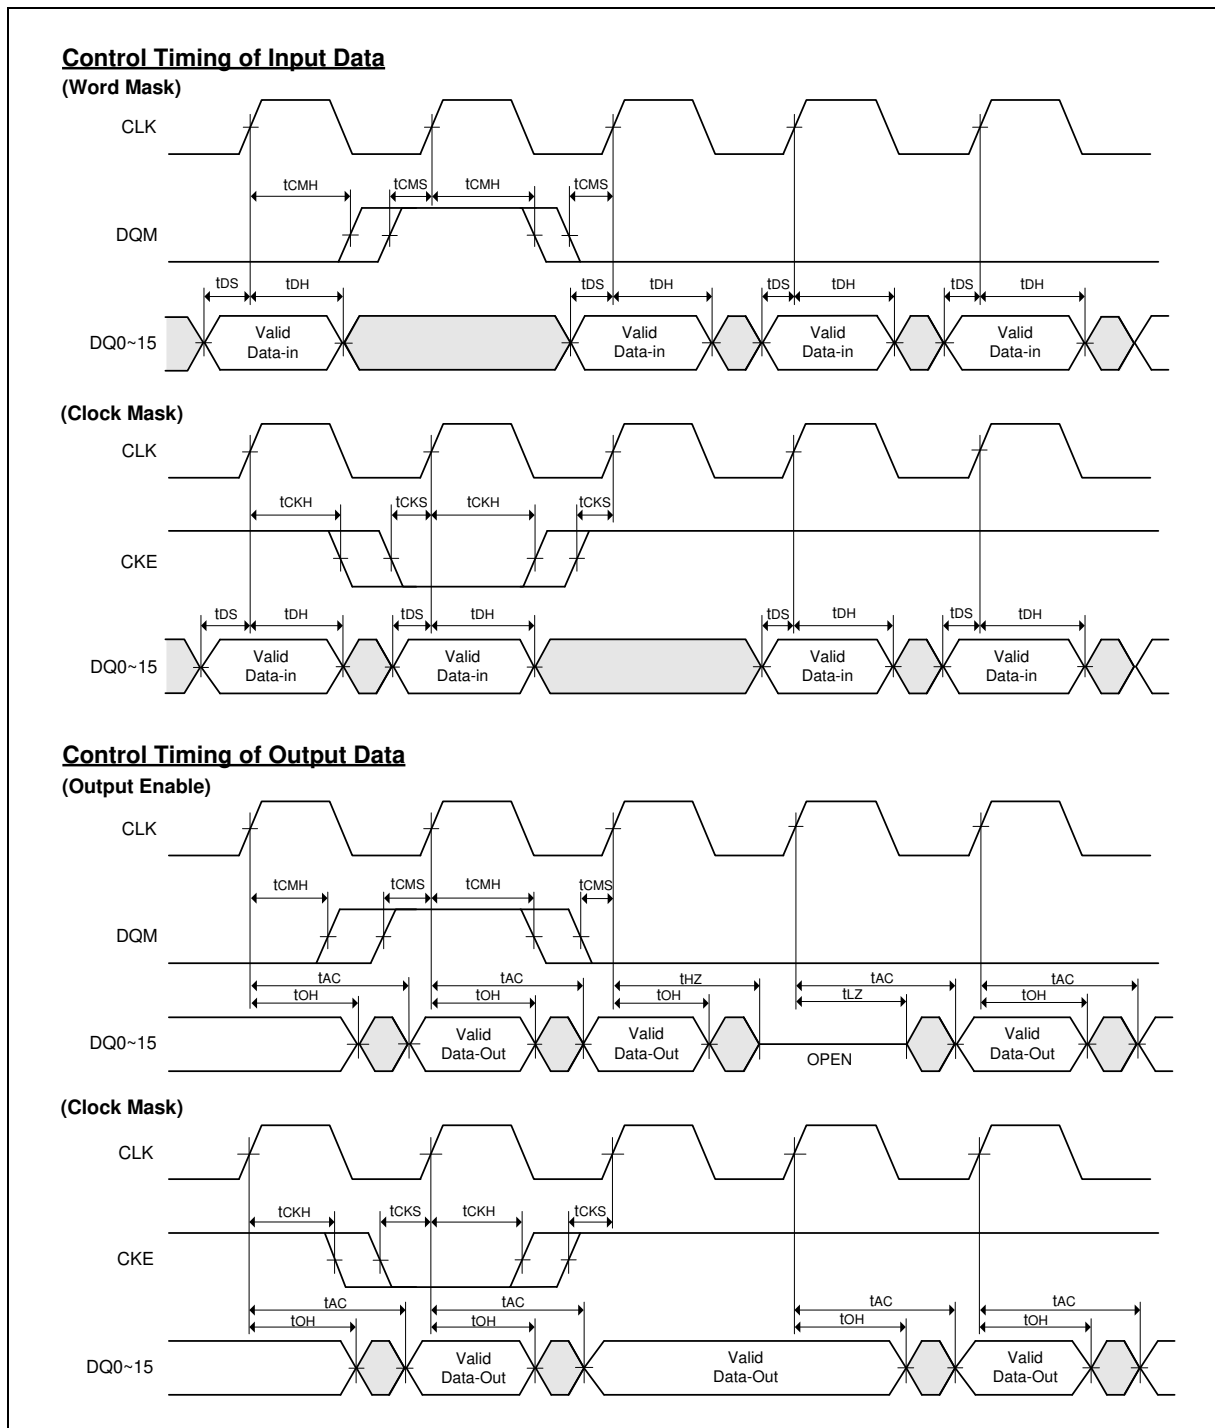 Control Timing of Input Data
(Word Mask)
CLK
tCMH tCMS tCMH tCMS
DQM
tDS tDH tDS tDH tDS tDH tDS tDH
DQ0~15
Valid Data-in
Valid Data-in
Valid Data-in
Valid Data-in
(Clock Mask)
CLK
tCKH tCKS tCKH tCKS
CKE
tDS tDH tDS tDH tDS tDH tDS tDH
DQ0~15
Valid Data-in
Valid Data-in
Valid Data-in
Valid Data-in
Control Timing of Output Data
(Output Enable)
CLK
tCMH tCMS tCMH tCMS
DQM
tAC tAC tHZ tAC tAC
tOH tOH tOH tLZ tOH
DQ0~15
Valid Data-Out
Valid Data-Out
OPEN
Valid Data-Out
(Clock Mask)
CLK
tCKH tCKS tCKH tCKS
CKE
tAC tAC tAC tAC
tOH tOH tOH tOH
DQ0~15
Valid Data-Out
Valid Data-Out
Valid Data-Out